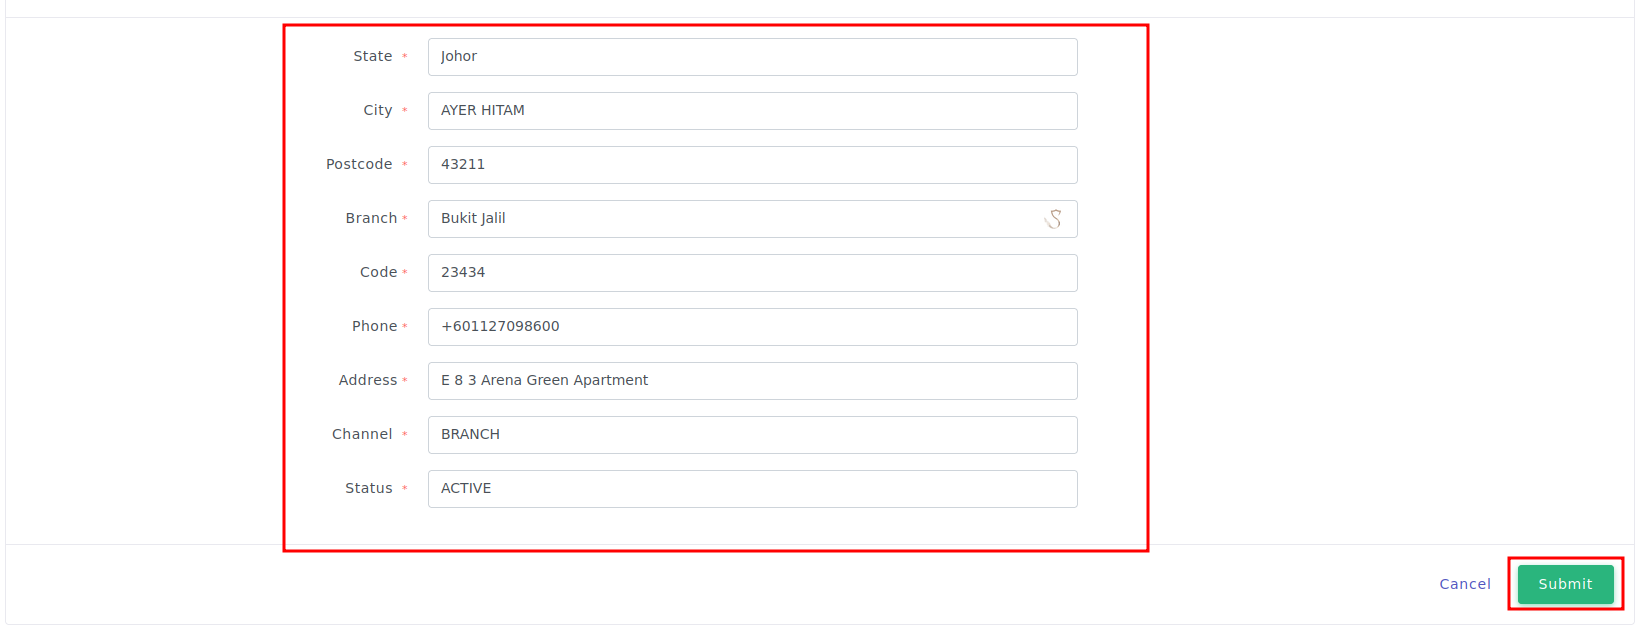 State * Johor
City * AYER HITAM
Postcode * 43211
Branch * Bukit Jalil
Code * 23434
Phone * +601127098600
Address * E 8 3 Arena Green Apartment
Channel * BRANCH
Status * ACTIVE
Cancel Submit